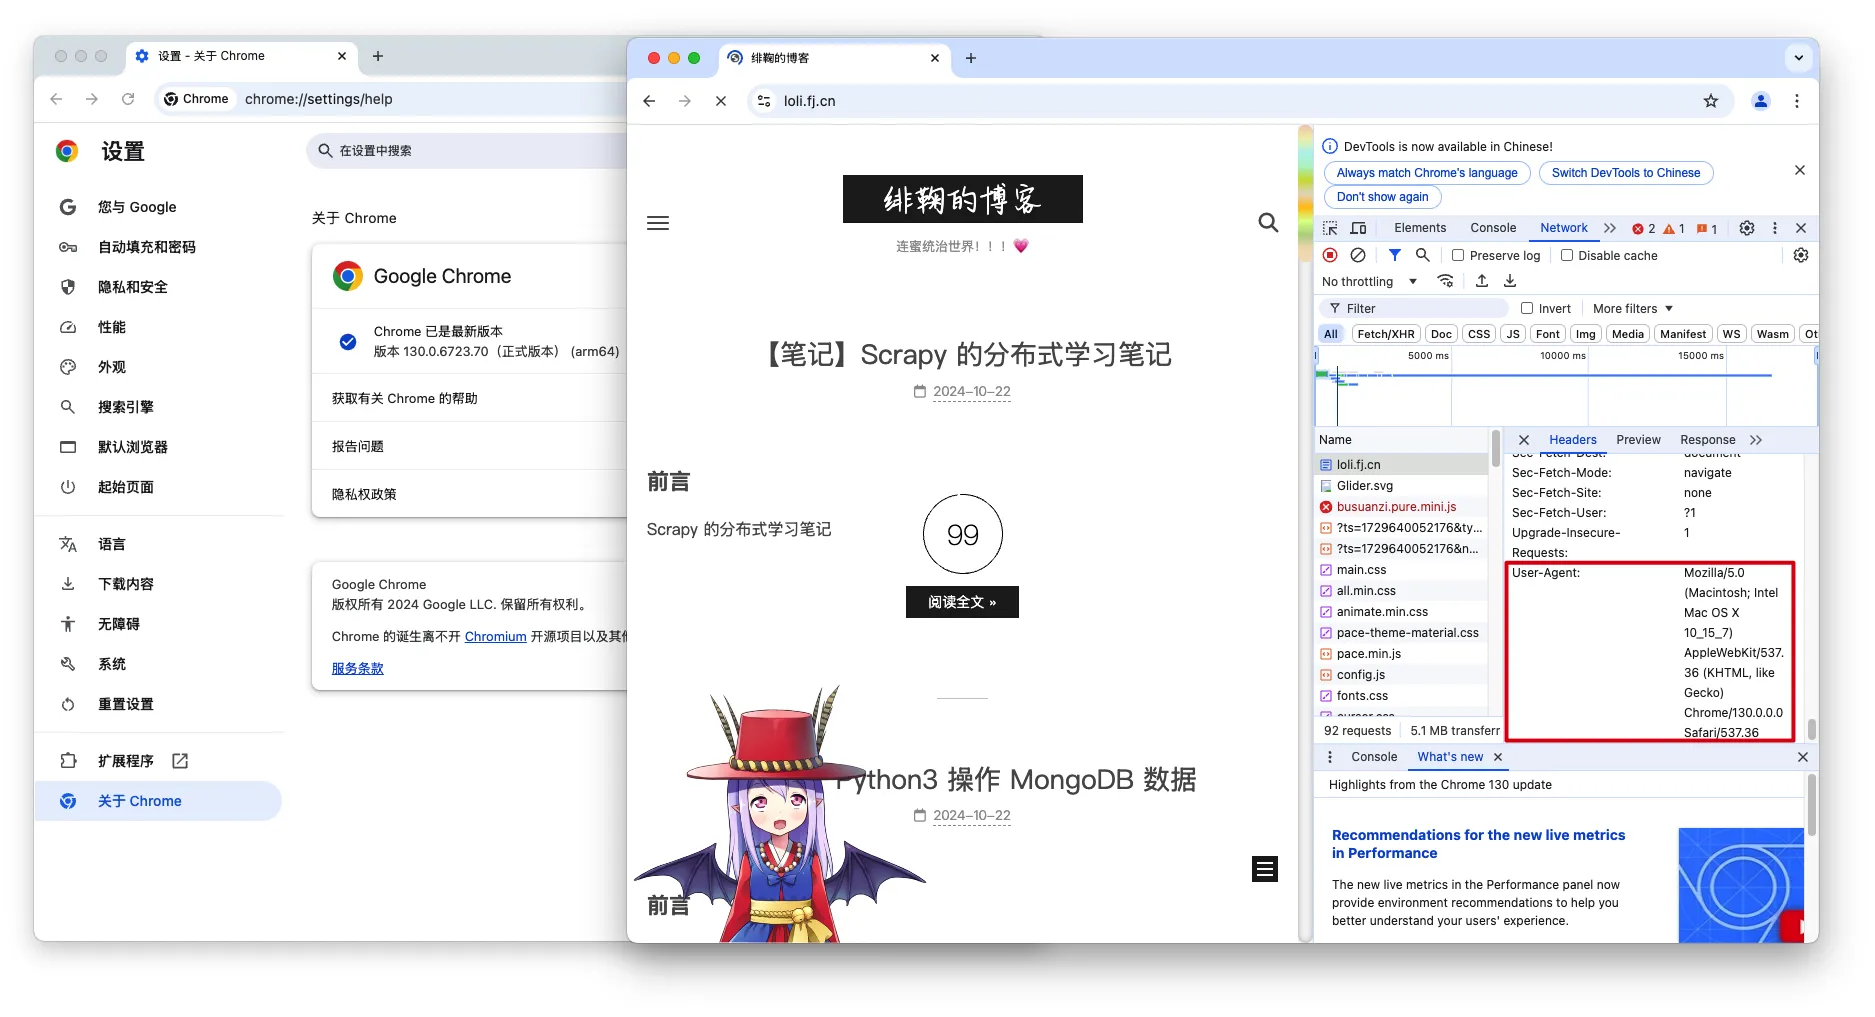 设置 - 关于 Chrome
Chrome
chrome://settings/help
设置
在设置中搜索
您与 Google
自动填充和密码
隐私和安全
性能
外观
搜索引擎
默认浏览器
起始页面
语言
下载内容
无障碍
系统
重置设置
扩展程序
关于 Chrome
关于 Chrome
Google Chrome
Chrome 已是最新版本
版本 130.0.6723.70（正式版本） (arm64)
获取有关 Chrome 的帮助
报告问题
隐私权政策
Google Chrome
版权所有 2024 Google LLC. 保留所有权利。
Chrome 的诞生离不开 Chromium 开源项目以及其他
服务条款
绯鞠的博客
loli.fj.cn
绯鞠的博客
连蜜统治世界！！！💗
【笔记】Scrapy 的分布式学习笔记
2024-10-22
前言
Scrapy 的分布式学习笔记
99
阅读全文 »
Python3 操作 MongoDB 数据
2024-10-22
前言
DevTools is now available in Chinese!
Always match Chrome's language
Switch DevTools to Chinese
Don't show again
Elements
Console
Network
2
1
1
Preserve log
Disable cache
No throttling
Filter
Invert
More filters
All
Fetch/XHR
Doc
CSS
JS
Font
Img
Media
Manifest
WS
Wasm
Ot
5000 ms
10000 ms
15000 ms
Name
loli.fj.cn
Glider.svg
busuanzi.pure.mini.js
?ts=1729640052176&ty...
?ts=1729640052176&n...
main.css
all.min.css
animate.min.css
pace-theme-material.css
pace.min.js
config.js
fonts.css
cursor.css
92 requests
5.1 MB transferr
Headers
Preview
Response
Sec-Fetch-Dest: document
Sec-Fetch-Mode: navigate
Sec-Fetch-Site: none
Sec-Fetch-User: ?1
Upgrade-Insecure- 1
Requests:
User-Agent: Mozilla/5.0
(Macintosh; Intel
Mac OS X
10_15_7)
AppleWebKit/537.
36 (KHTML, like
Gecko)
Chrome/130.0.0.0
Safari/537.36
Console
What's new
Highlights from the Chrome 130 update
Recommendations for the new live metrics
in Performance
The new live metrics in the Performance panel now
provide environment recommendations to help you
better understand your users' experience.